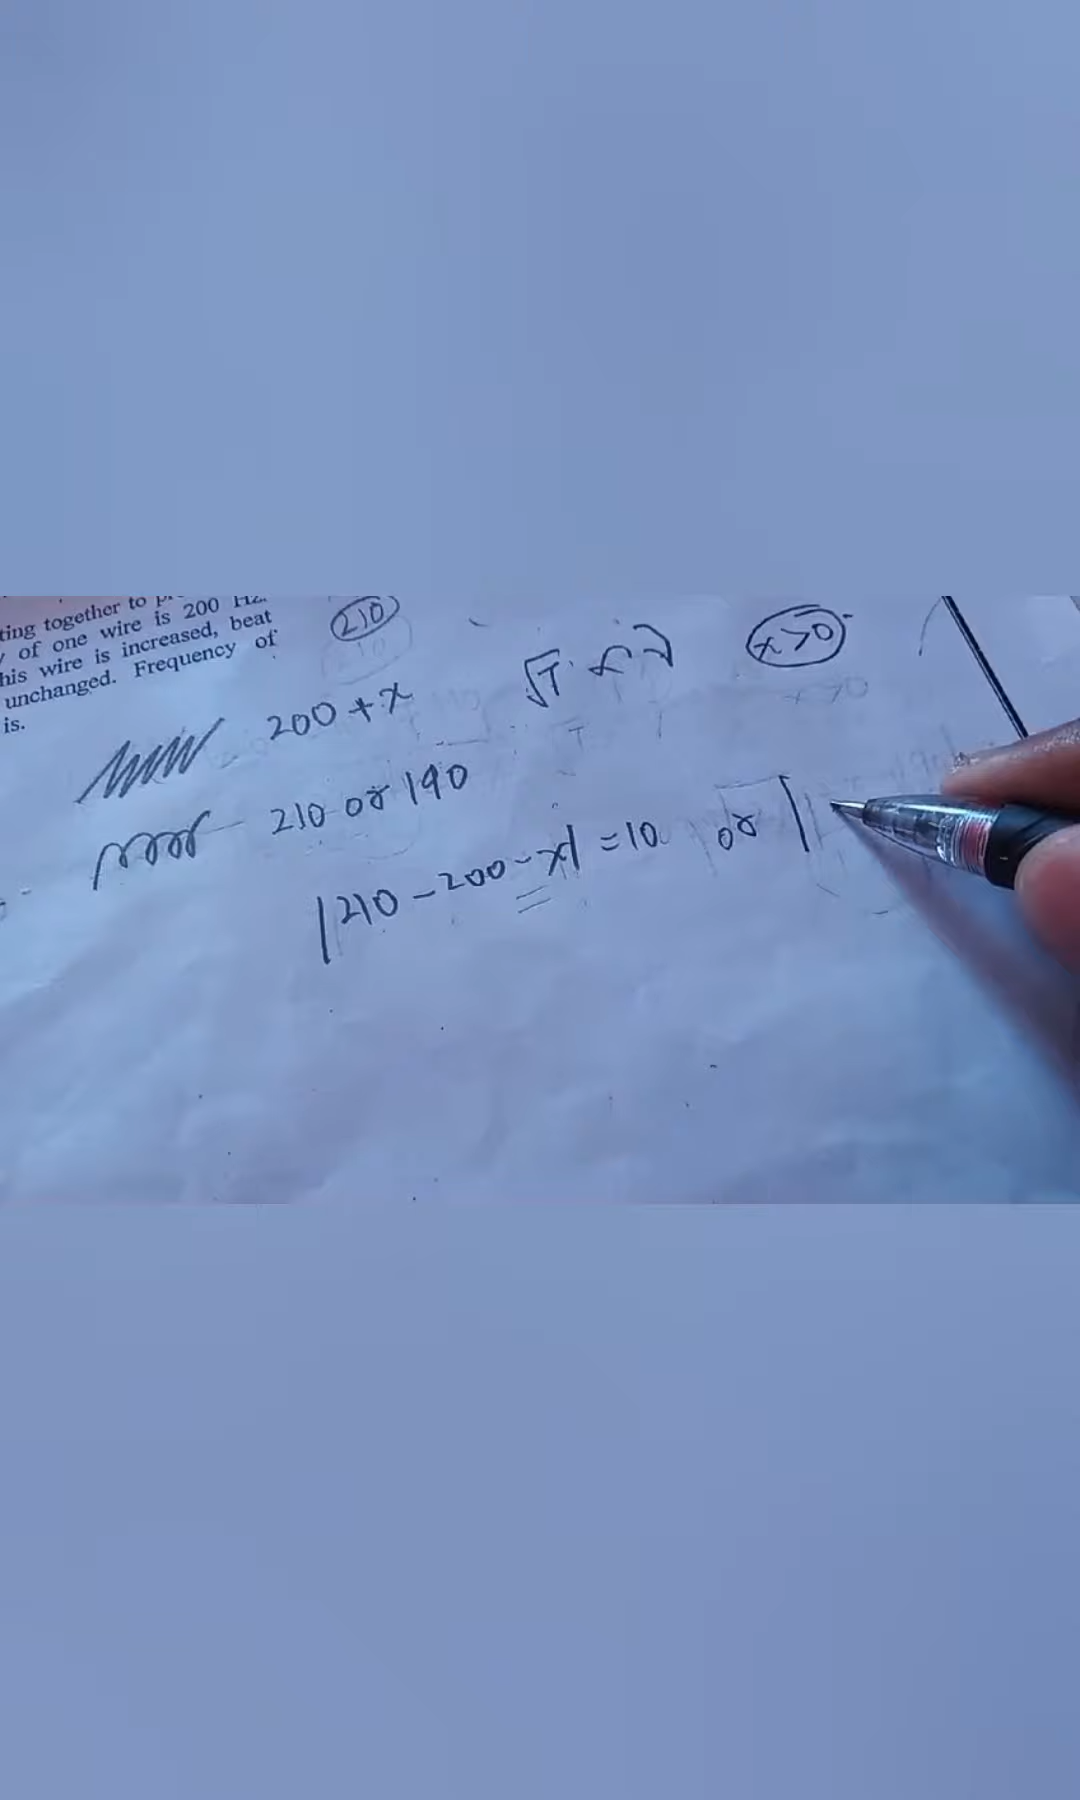 ting together to
of one wire is 200 Hz.
his wire is increased, beat
unchanged. Frequency of
is.
210
200 + x
√T ∝ ν
x>0
210 or 190
|210 - 200 - x| = 10 or |